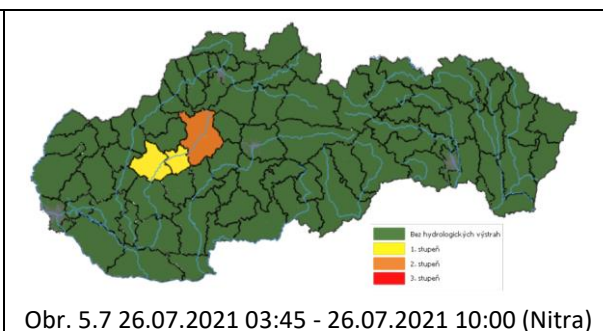 Bez hydrologických výstrah
1. stupeň
2. stupeň
3. stupeň
Obr. 5.7 26.07.2021 03:45 - 26.07.2021 10:00 (Nitra)